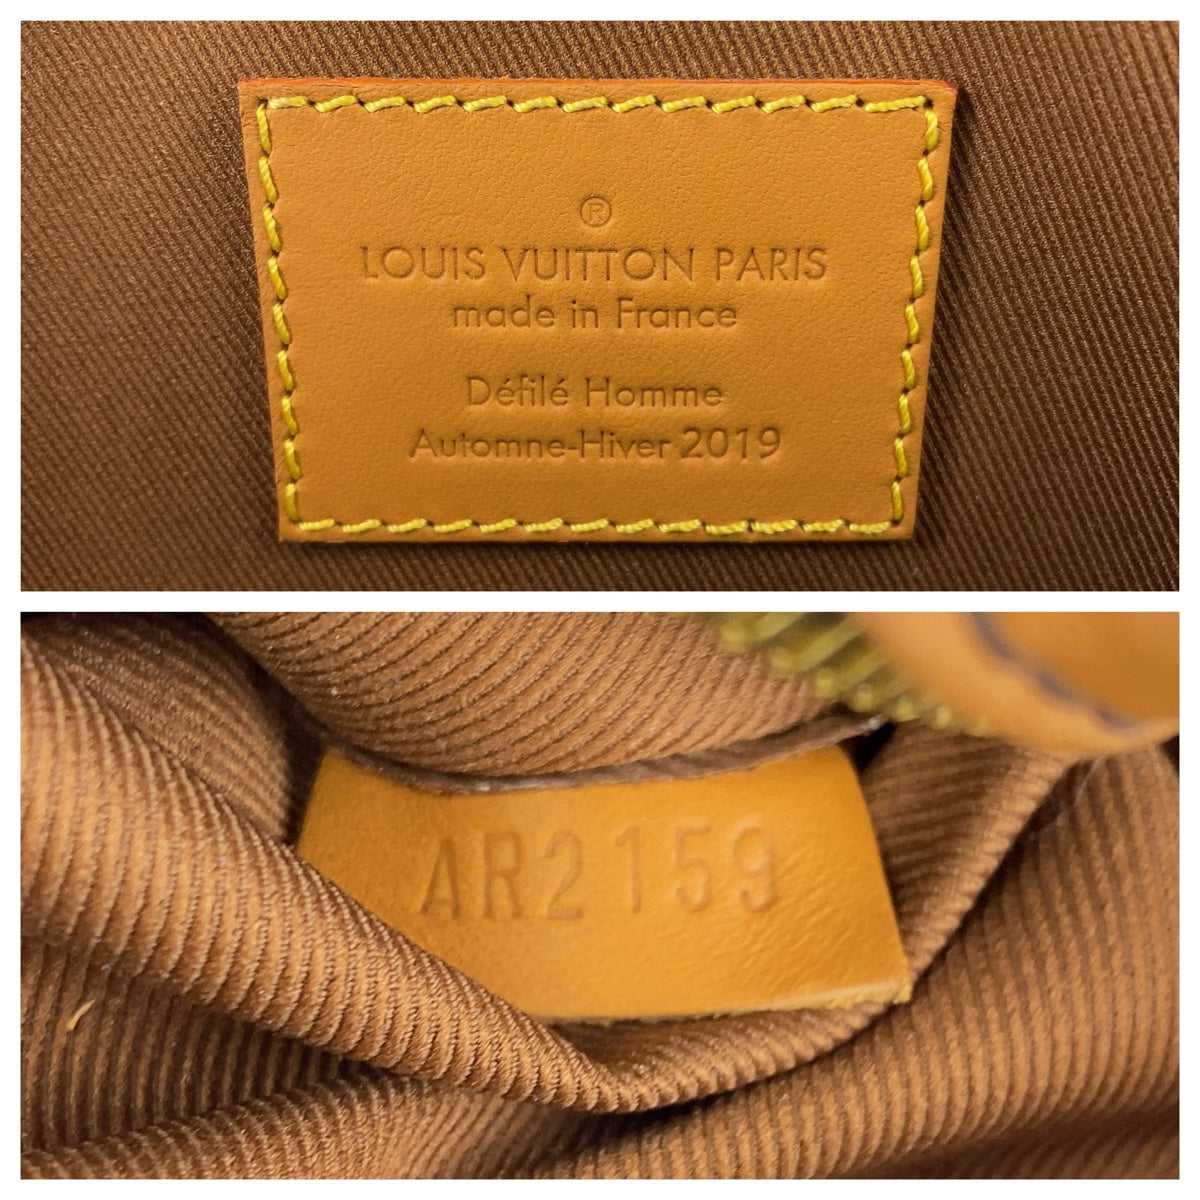 ®
LOUIS VUITTON PARIS
made in France
Défilé Homme
Automne-Hiver 2019
AR2159